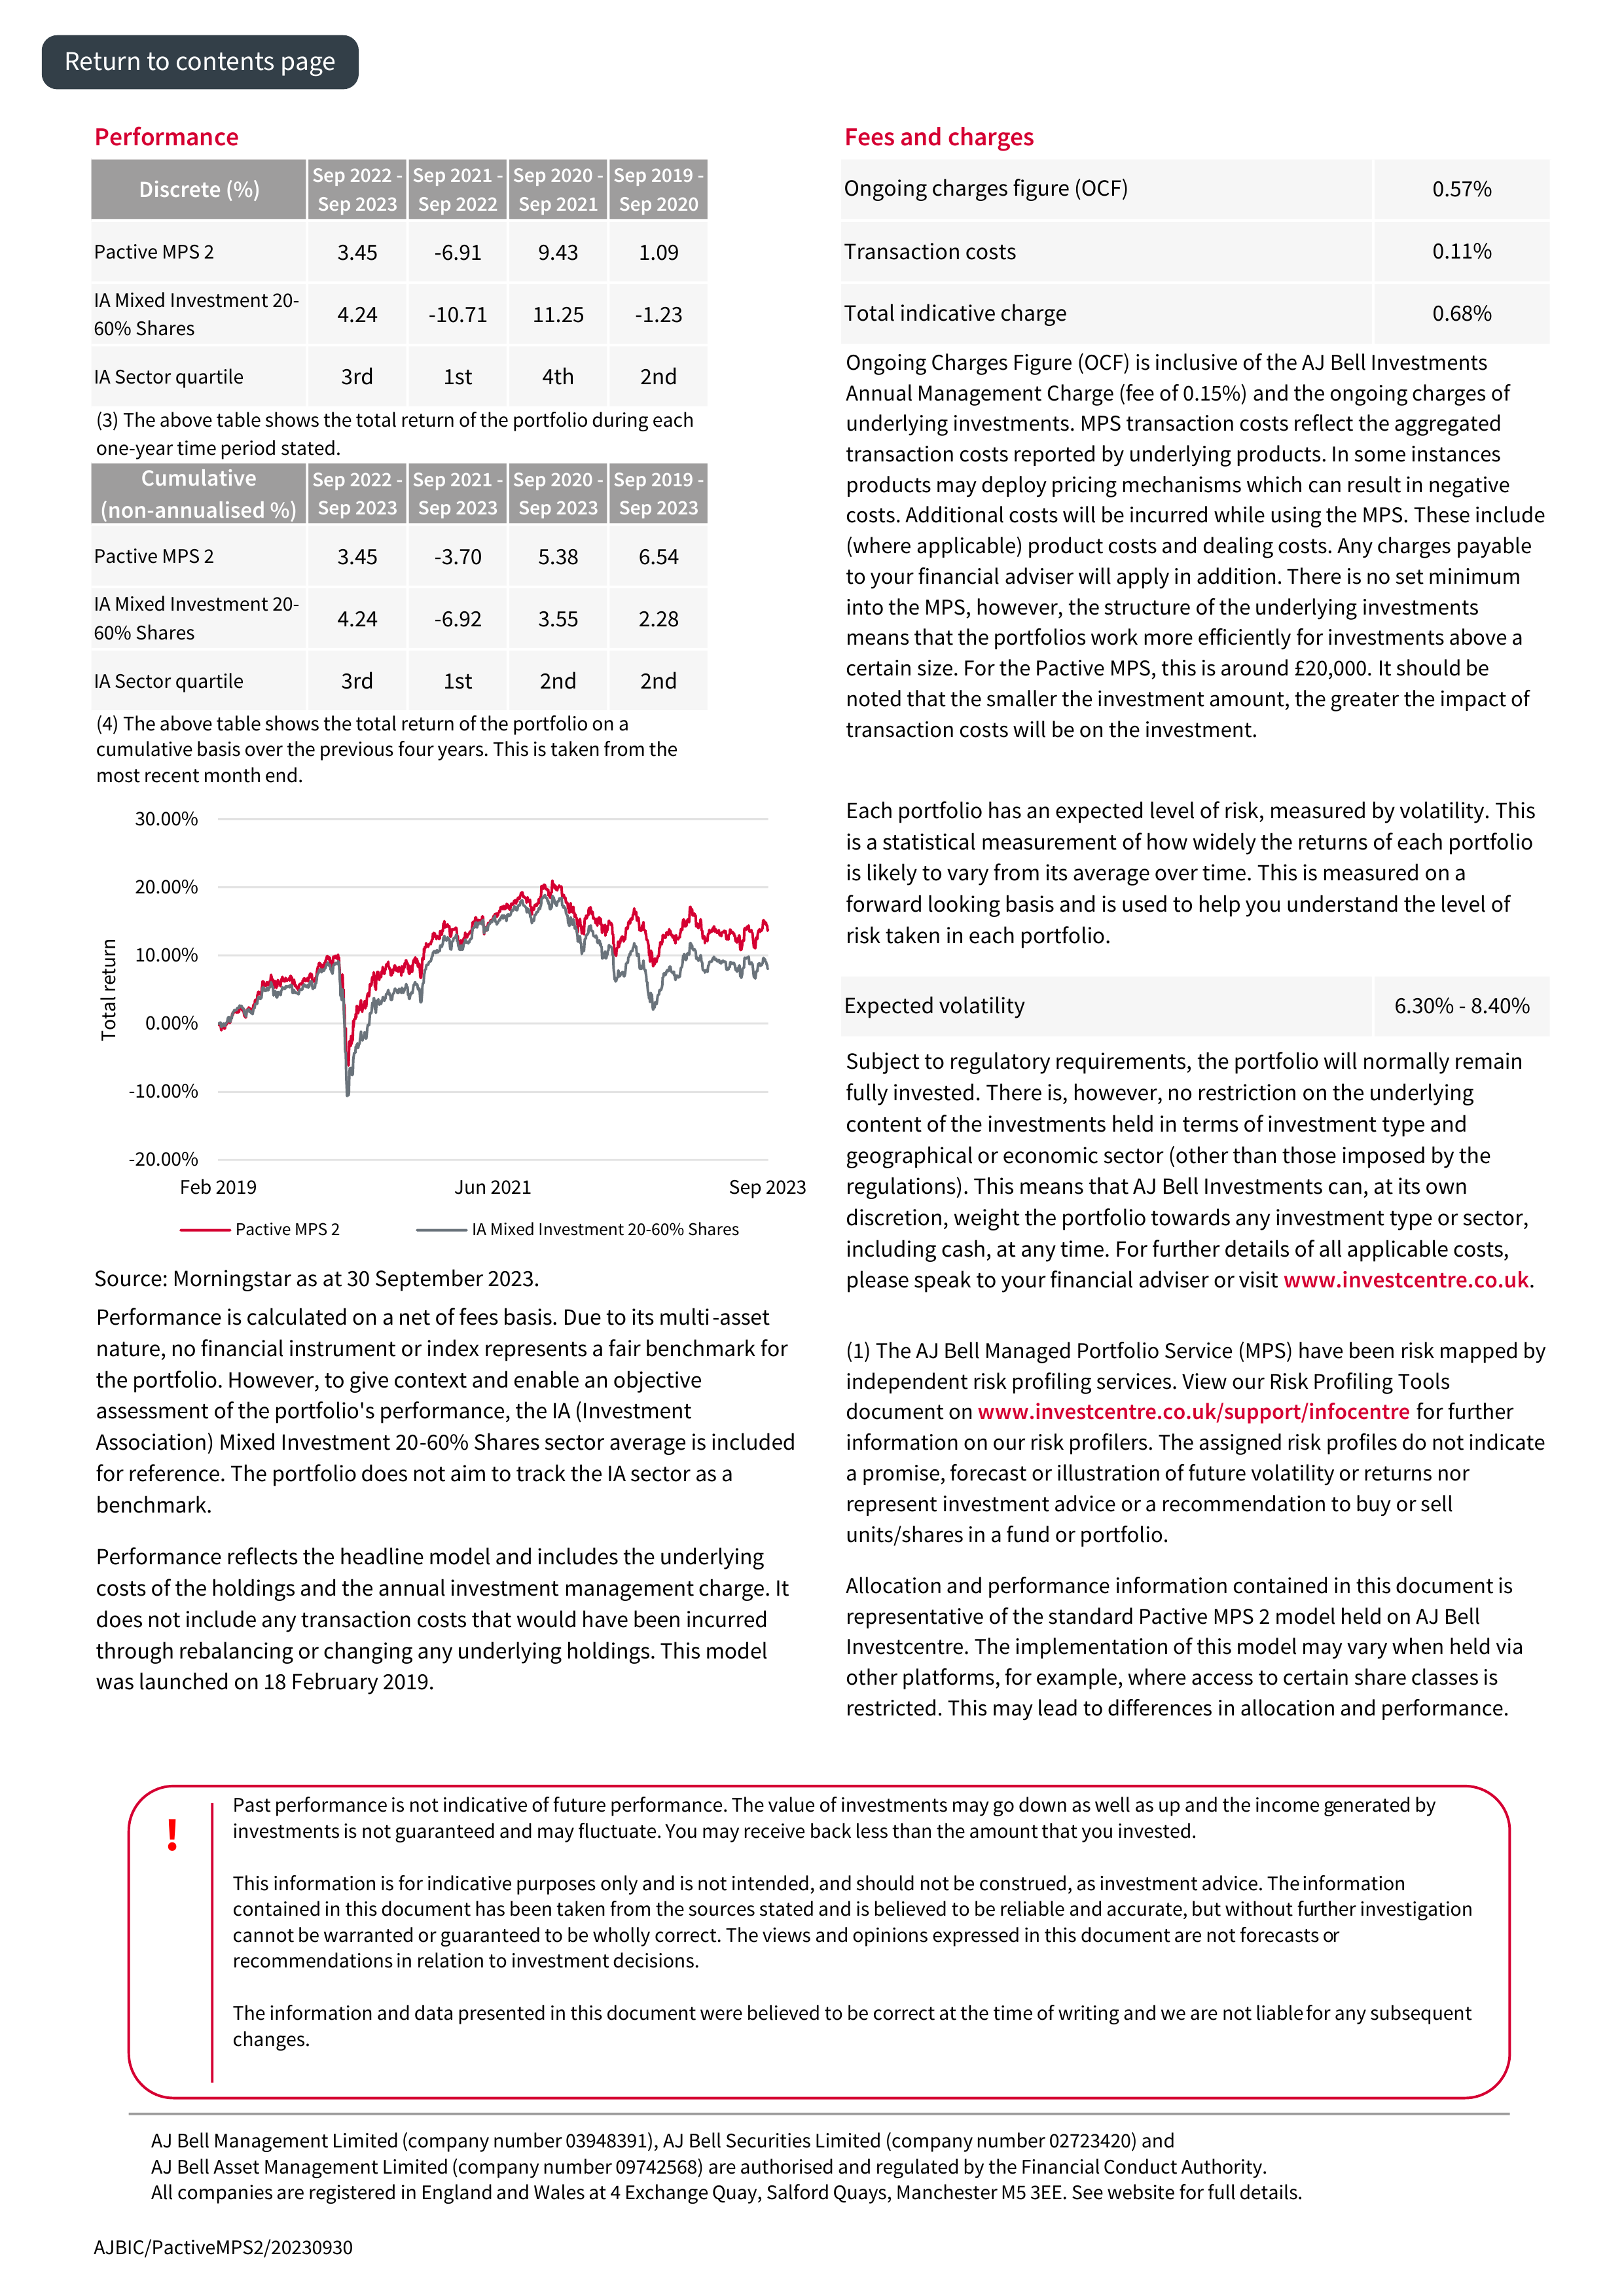 Return to contents page
Performance
Discrete (%)
Sep 2022 - Sep 2023
Sep 2021 - Sep 2022
Sep 2020 - Sep 2021
Sep 2019 - Sep 2020
Pactive MPS 2 3.45 -6.91 9.43 1.09
IA Mixed Investment 20-
60% Shares 4.24 -10.71 11.25 -1.23
IA Sector quartile 3rd 1st 4th 2nd
(3) The above table shows the total return of the portfolio during each
one-year time period stated.
Cumulative
(non-annualised %)
Sep 2022 - Sep 2023
Sep 2021 - Sep 2023
Sep 2020 - Sep 2023
Sep 2019 - Sep 2023
Pactive MPS 2 3.45 -3.70 5.38 6.54
IA Mixed Investment 20-
60% Shares 4.24 -6.92 3.55 2.28
IA Sector quartile 3rd 1st 2nd 2nd
(4) The above table shows the total return of the portfolio on a
cumulative basis over the previous four years. This is taken from the
most recent month end.
Total return
30.00%
20.00%
10.00%
0.00%
-10.00%
-20.00%
Feb 2019 Jun 2021 Sep 2023
Pactive MPS 2 IA Mixed Investment 20-60% Shares
Source: Morningstar as at 30 September 2023.
Performance is calculated on a net of fees basis. Due to its multi-asset
nature, no financial instrument or index represents a fair benchmark for
the portfolio. However, to give context and enable an objective
assessment of the portfolio's performance, the IA (Investment
Association) Mixed Investment 20-60% Shares sector average is included
for reference. The portfolio does not aim to track the IA sector as a
benchmark.
Performance reflects the headline model and includes the underlying
costs of the holdings and the annual investment management charge. It
does not include any transaction costs that would have been incurred
through rebalancing or changing any underlying holdings. This model
was launched on 18 February 2019.
Fees and charges
Ongoing charges figure (OCF) 0.57%
Transaction costs 0.11%
Total indicative charge 0.68%
Ongoing Charges Figure (OCF) is inclusive of the AJ Bell Investments
Annual Management Charge (fee of 0.15%) and the ongoing charges of
underlying investments. MPS transaction costs reflect the aggregated
transaction costs reported by underlying products. In some instances
products may deploy pricing mechanisms which can result in negative
costs. Additional costs will be incurred while using the MPS. These include
(where applicable) product costs and dealing costs. Any charges payable
to your financial adviser will apply in addition. There is no set minimum
into the MPS, however, the structure of the underlying investments
means that the portfolios work more efficiently for investments above a
certain size. For the Pactive MPS, this is around £20,000. It should be
noted that the smaller the investment amount, the greater the impact of
transaction costs will be on the investment.
Each portfolio has an expected level of risk, measured by volatility. This
is a statistical measurement of how widely the returns of each portfolio
is likely to vary from its average over time. This is measured on a
forward looking basis and is used to help you understand the level of
risk taken in each portfolio.
Expected volatility 6.30% - 8.40%
Subject to regulatory requirements, the portfolio will normally remain
fully invested. There is, however, no restriction on the underlying
content of the investments held in terms of investment type and
geographical or economic sector (other than those imposed by the
regulations). This means that AJ Bell Investments can, at its own
discretion, weight the portfolio towards any investment type or sector,
including cash, at any time. For further details of all applicable costs,
please speak to your financial adviser or visit www.investcentre.co.uk.
(1) The AJ Bell Managed Portfolio Service (MPS) have been risk mapped by
independent risk profiling services. View our Risk Profiling Tools
document on www.investcentre.co.uk/support/infocentre for further
information on our risk profilers. The assigned risk profiles do not indicate
a promise, forecast or illustration of future volatility or returns nor
represent investment advice or a recommendation to buy or sell
units/shares in a fund or portfolio.
Allocation and performance information contained in this document is
representative of the standard Pactive MPS 2 model held on AJ Bell
Investcentre. The implementation of this model may vary when held via
other platforms, for example, where access to certain share classes is
restricted. This may lead to differences in allocation and performance.
!
Past performance is not indicative of future performance. The value of investments may go down as well as up and the income generated by
investments is not guaranteed and may fluctuate. You may receive back less than the amount that you invested.
This information is for indicative purposes only and is not intended, and should not be construed, as investment advice. The information
contained in this document has been taken from the sources stated and is believed to be reliable and accurate, but without further investigation
cannot be warranted or guaranteed to be wholly correct. The views and opinions expressed in this document are not forecasts or
recommendations in relation to investment decisions.
The information and data presented in this document were believed to be correct at the time of writing and we are not liable for any subsequent
changes.
AJ Bell Management Limited (company number 03948391), AJ Bell Securities Limited (company number 02723420) and
AJ Bell Asset Management Limited (company number 09742568) are authorised and regulated by the Financial Conduct Authority.
All companies are registered in England and Wales at 4 Exchange Quay, Salford Quays, Manchester M5 3EE. See website for full details.
AJBIC/PactiveMPS2/20230930